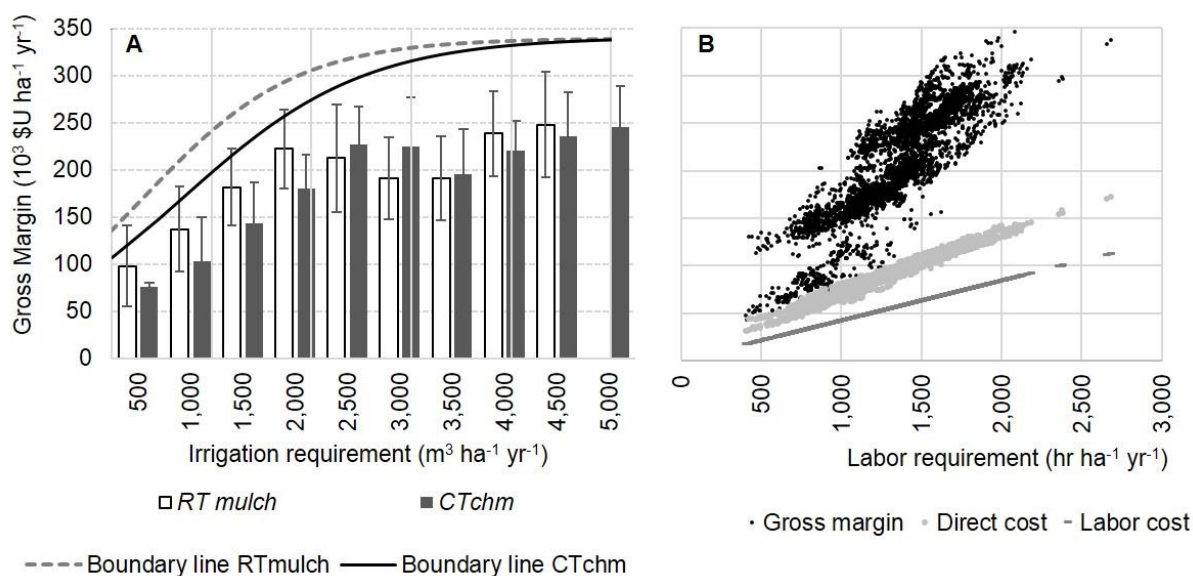 A
B
Gross Margin (10³ $U ha⁻¹ yr⁻¹)
350
300
250
200
150
100
50
0
500
1,000
1,500
2,000
2,500
3,000
3,500
4,000
4,500
5,000
Irrigation requirement (m³ ha⁻¹ yr⁻¹)
RT mulch
CTchm
Boundary line RTmulch
Boundary line CTchm
0
500
1,000
1,500
2,000
2,500
3,000
Labor requirement (hr ha⁻¹ yr⁻¹)
Gross margin
Direct cost
Labor cost